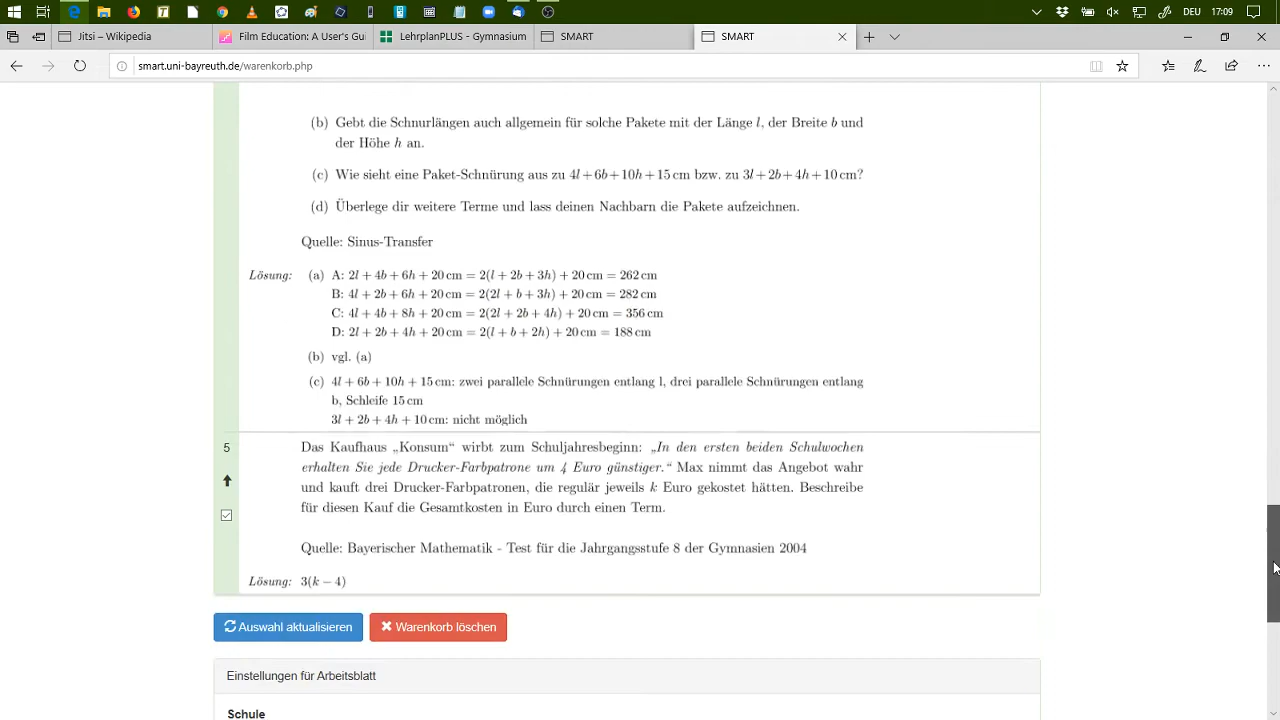 DEU 17:09
Jitsi – Wikipedia
Film Education: A User's Gui
LehrplanPLUS - Gymnasium
SMART
SMART
smart.uni-bayreuth.de/warenkorb.php
(b) Gebt die Schnurlängen auch allgemein für solche Pakete mit der Länge l, der Breite b und
der Höhe h an.
(c) Wie sieht eine Paket-Schnürung aus zu 4l+6b+10h+15 cm bzw. zu 3l+2b+4h+10 cm?
(d) Überlege dir weitere Terme und lass deinen Nachbarn die Pakete aufzeichnen.
Quelle: Sinus-Transfer
Lösung: (a) A: 2l + 4b + 6h + 20 cm = 2(l + 2b + 3h) + 20 cm = 262 cm
B: 4l + 2b + 6h + 20 cm = 2(2l + b + 3h) + 20 cm = 282 cm
C: 4l + 4b + 8h + 20 cm = 2(2l + 2b + 4h) + 20 cm = 356 cm
D: 2l + 2b + 4h + 20 cm = 2(l + b + 2h) + 20 cm = 188 cm
(b) vgl. (a)
(c) 4l + 6b + 10h + 15 cm: zwei parallele Schnürungen entlang l, drei parallele Schnürungen entlang
b, Schleife 15 cm
3l + 2b + 4h + 10 cm: nicht möglich
5 Das Kaufhaus „Konsum“ wirbt zum Schuljahresbeginn: „In den ersten beiden Schulwochen
erhalten Sie jede Drucker-Farbpatrone um 4 Euro günstiger.“ Max nimmt das Angebot wahr
und kauft drei Drucker-Farbpatronen, die regulär jeweils k Euro gekostet hätten. Beschreibe
für diesen Kauf die Gesamtkosten in Euro durch einen Term.
Quelle: Bayerischer Mathematik - Test für die Jahrgangsstufe 8 der Gymnasien 2004
Lösung: 3(k − 4)
Auswahl aktualisieren
Warenkorb löschen
Einstellungen für Arbeitsblatt
Schule